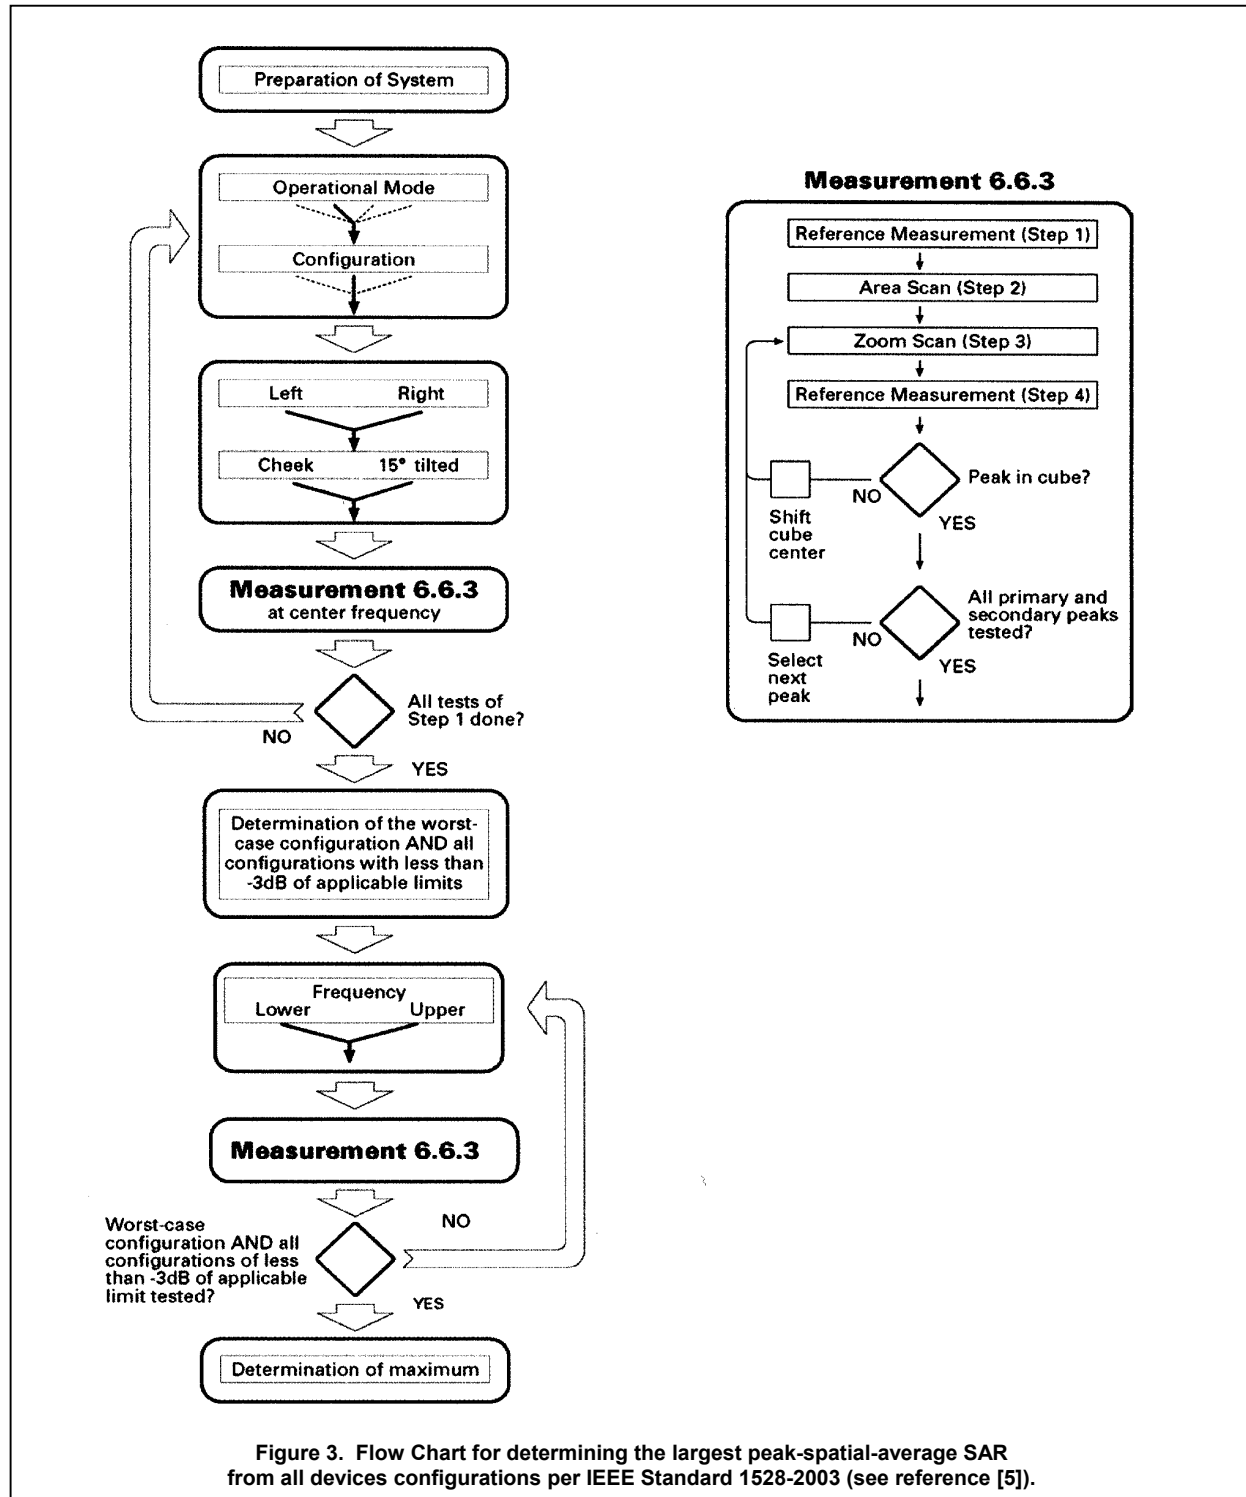 Preparation of System
Operational Mode
Configuration
Left Right
Cheek 15° tilted
Measurement 6.6.3
at center frequency
All tests of
Step 1 done?
NO
YES
Determination of the worst-
case configuration AND all
configurations with less than
-3dB of applicable limits
Frequency
Lower Upper
Measurement 6.6.3
NO
Worst-case
configuration AND all
configurations of less
than -3dB of applicable
limit tested?
YES
Determination of maximum
Measurement 6.6.3
Reference Measurement (Step 1)
Area Scan (Step 2)
Zoom Scan (Step 3)
Reference Measurement (Step 4)
Peak in cube?
NO
Shift
cube
center
YES
All primary and
secondary peaks
tested?
NO
Select
next
peak
YES
Figure 3. Flow Chart for determining the largest peak-spatial-average SAR
from all devices configurations per IEEE Standard 1528-2003 (see reference [5]).